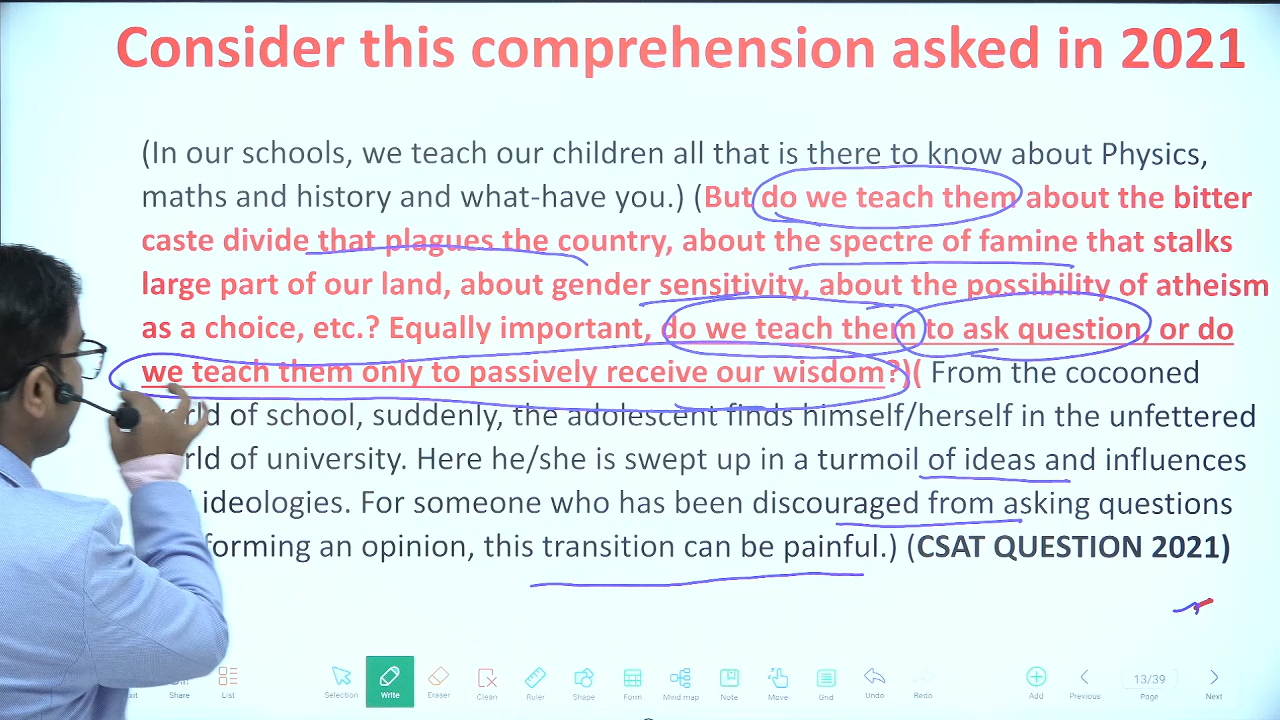 Consider this comprehension asked in 2021
(In our schools, we teach our children all that is there to know about Physics,
maths and history and what-have you.) (But do we teach them about the bitter
caste divide that plagues the country, about the spectre of famine that stalks
large part of our land, about gender sensitivity, about the possibility of atheism
as a choice, etc.? Equally important, do we teach them to ask question, or do
we teach them only to passively receive our wisdom?)( From the cocooned
of school, suddenly, the adolescent finds himself/herself in the unfettered
of university. Here he/she is swept up in a turmoil of ideas and influences
ideologies. For someone who has been discouraged from asking questions
forming an opinion, this transition can be painful.) (CSAT QUESTION 2021)
Share List Selection Write Eraser Clean Ruler Shape Form Mind map Note Move Grid Undo Redo Add Previous 13/39 Page Next